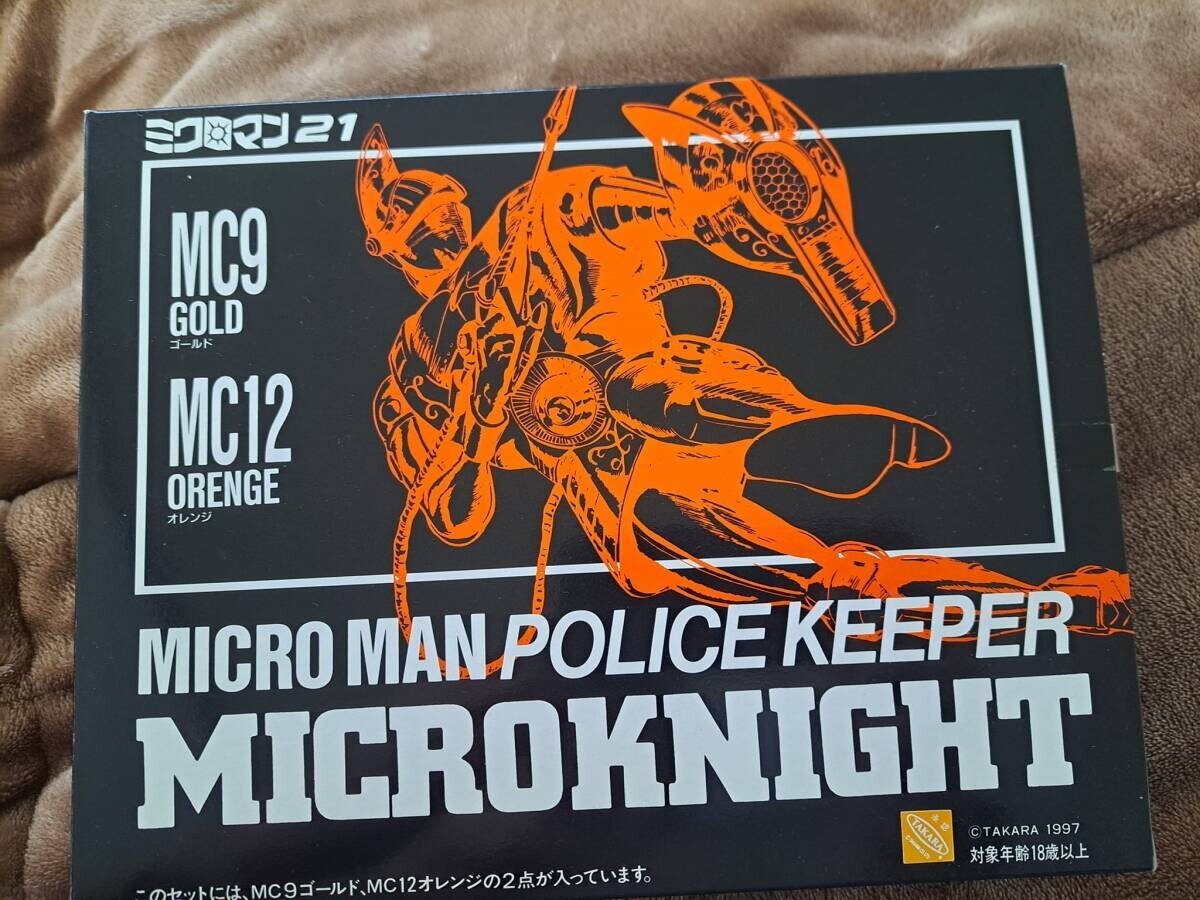 ミクロマン21
MC9
GOLD
ゴールド
MC12
ORENGE
オレンジ
MICRO MAN POLICE KEEPER
MICROKNIGHT
TAKARA
©TAKARA 1997
対象年齢18歳以上
このセットには、MC9ゴールド、MC12オレンジの2点が入っています。